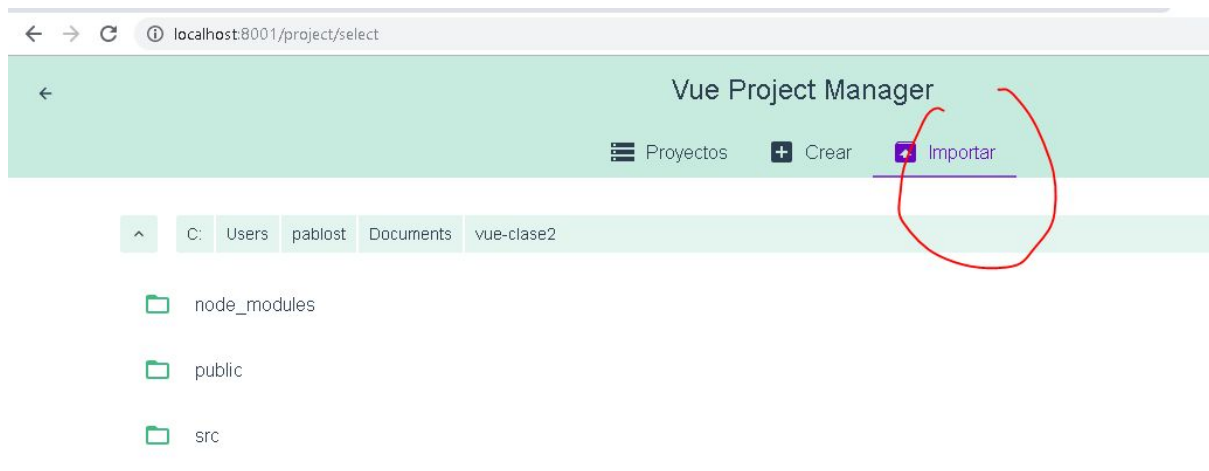 localhost:8001/project/select
Vue Project Manager
Proyectos Crear Importar
C: Users pablost Documents vue-clase2
node_modules
public
src